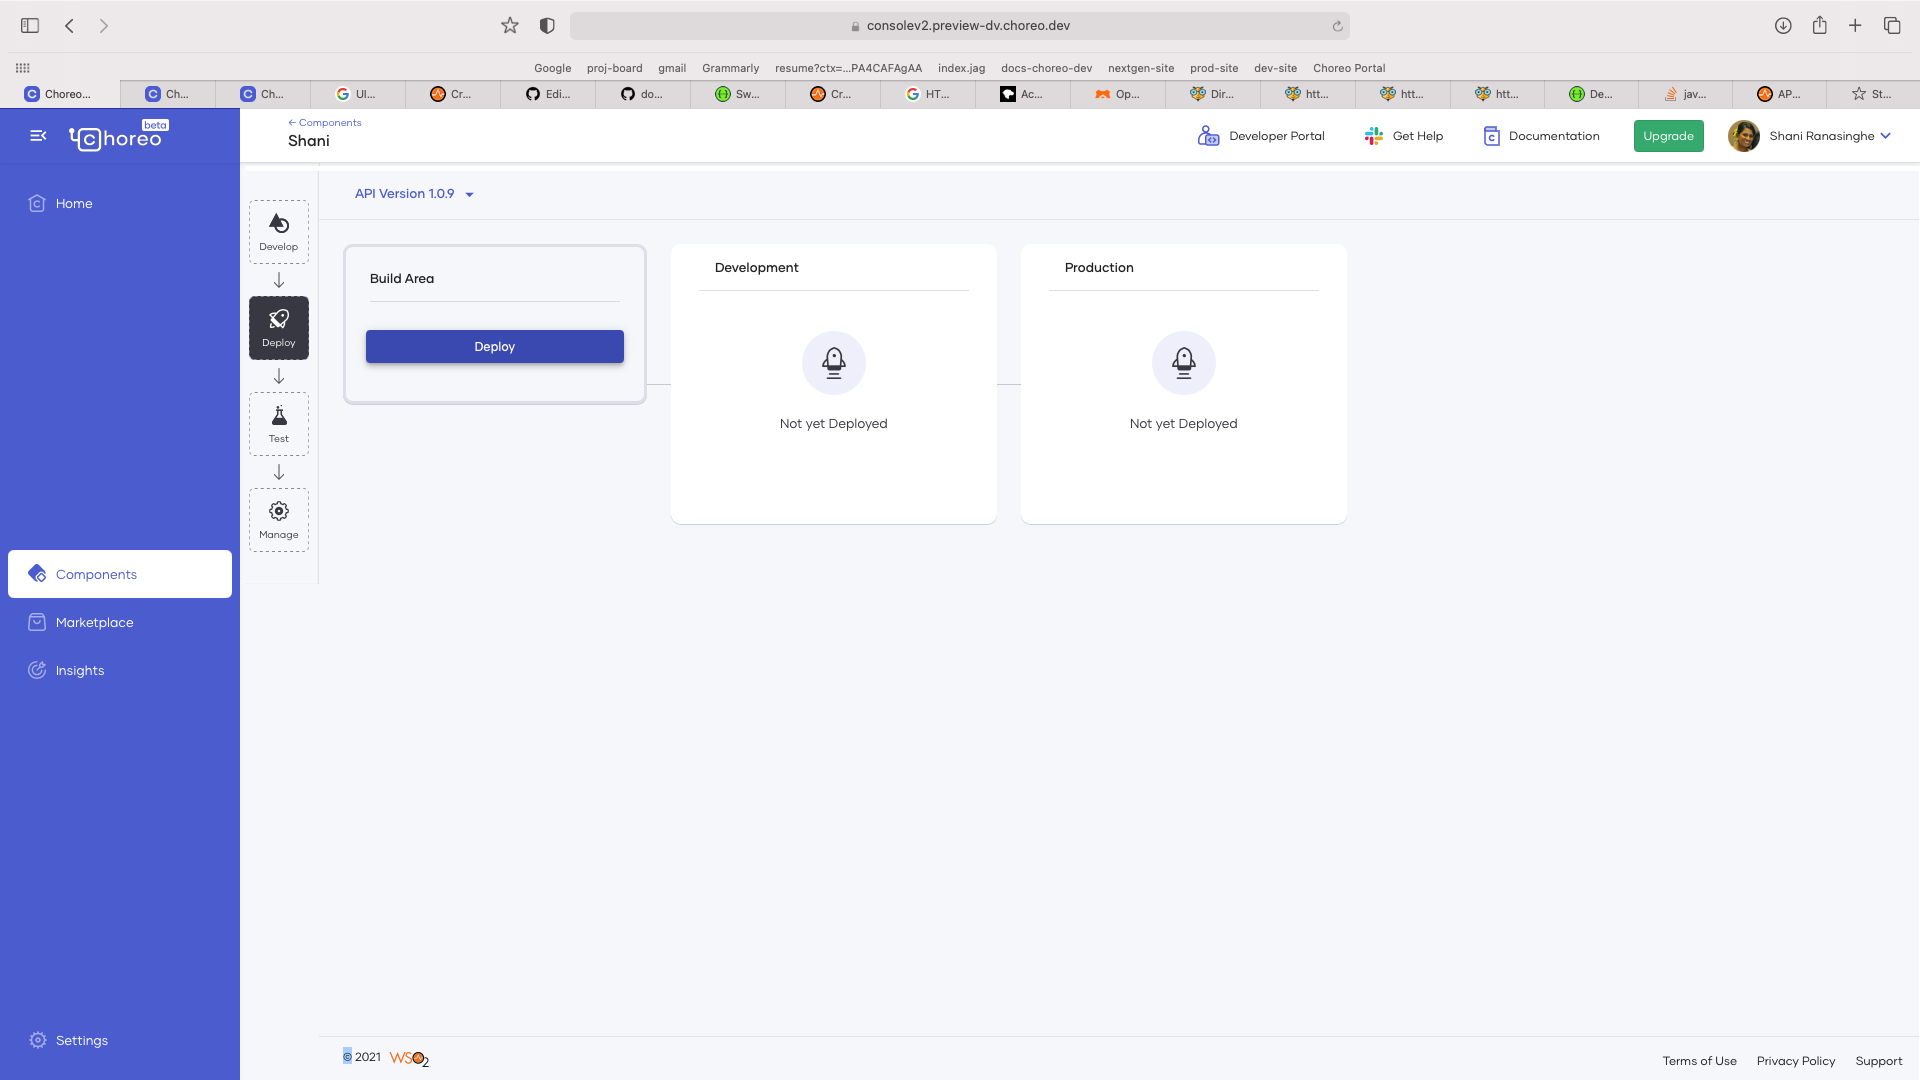 consolev2.preview-dv.choreo.dev
Google proj-board gmail Grammarly resume?ctx=...PA4CAFAgAA index.jag docs-choreo-dev nextgen-site prod-site dev-site Choreo Portal
Choreo... Ch... Ch... UI... Cr... Edi... do... Sw... Cr... HT... Ac... Op... Dir... htt... htt... htt... De... jav... AP... St...
choreo beta
← Components
Shani
Developer Portal Get Help Documentation Upgrade Shani Ranasinghe
Home
Components
Marketplace
Insights
Settings
Develop
Deploy
Test
Manage
API Version 1.0.9
Build Area
Deploy
Development
Not yet Deployed
Production
Not yet Deployed
© 2021 WSO2
Terms of Use Privacy Policy Support